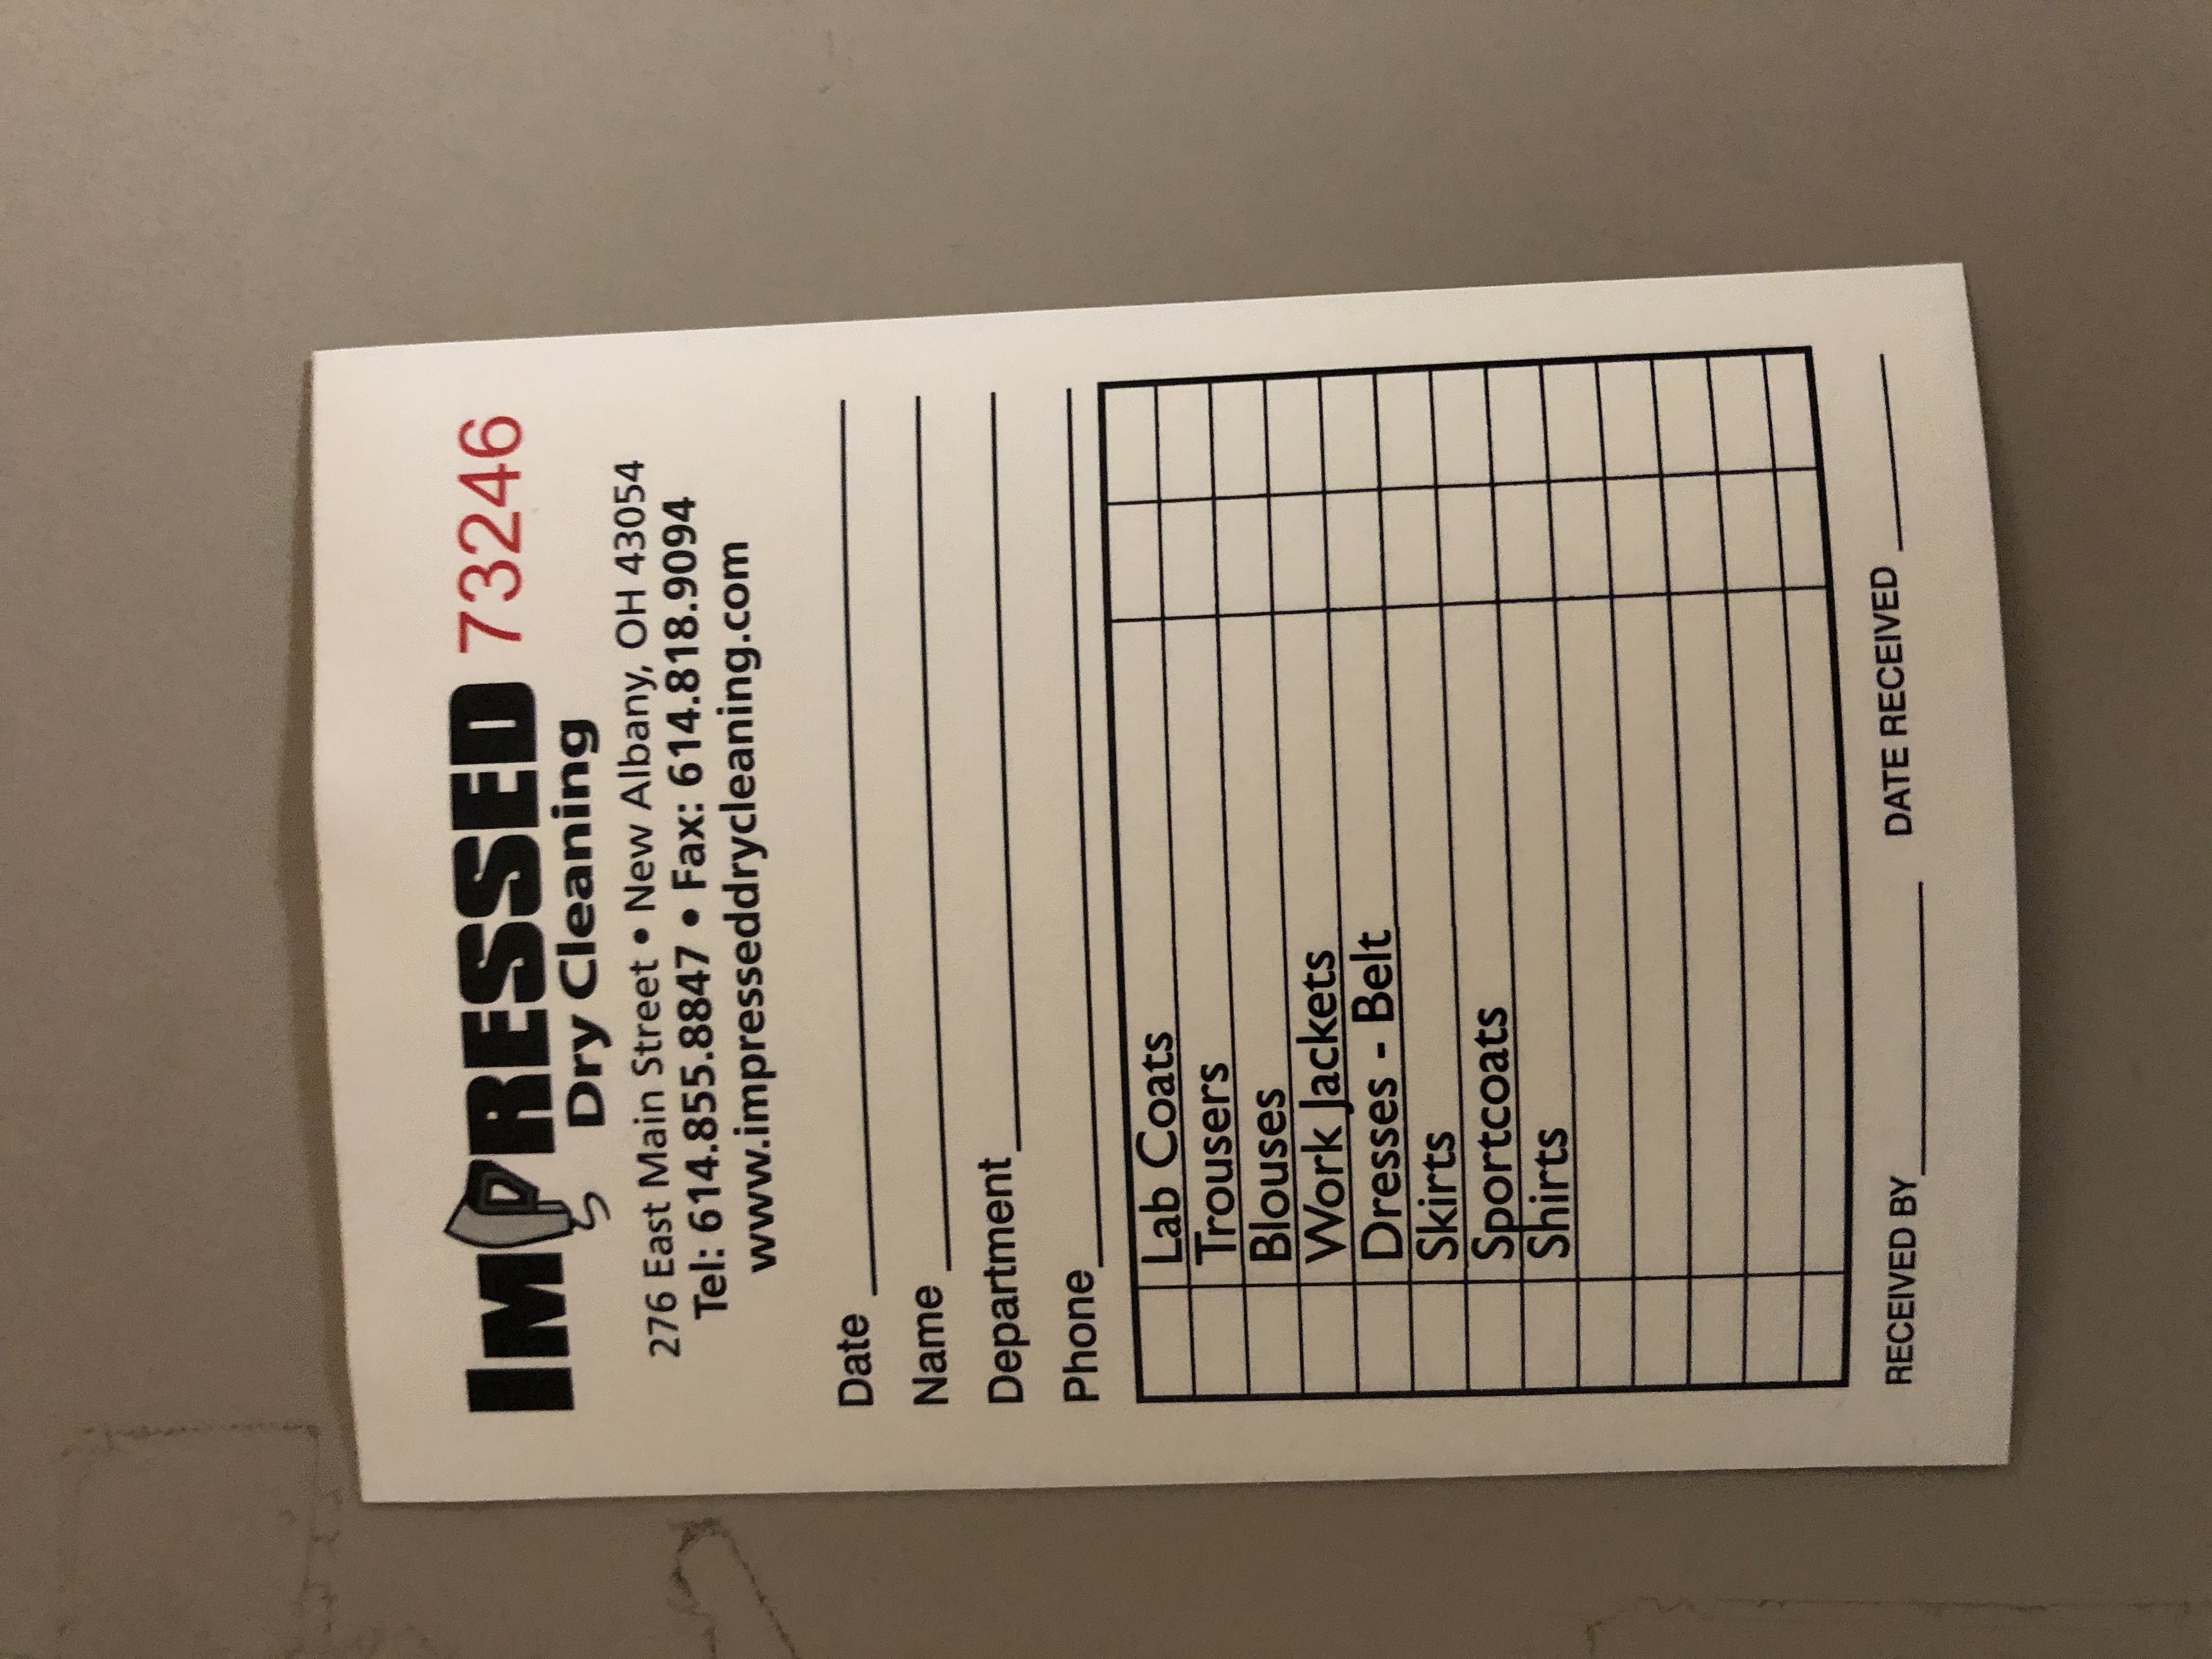 IMPRESSED 73246
Dry Cleaning
276 East Main Street • New Albany, OH 43054
Tel: 614.855.8847 • Fax: 614.818.9094
www.impresseddrycleaning.com
Date
Name
Department
Phone
Lab Coats
Trousers
Blouses
Work Jackets
Dresses - Belt
Skirts
Sportcoats
Shirts
RECEIVED BY DATE RECEIVED